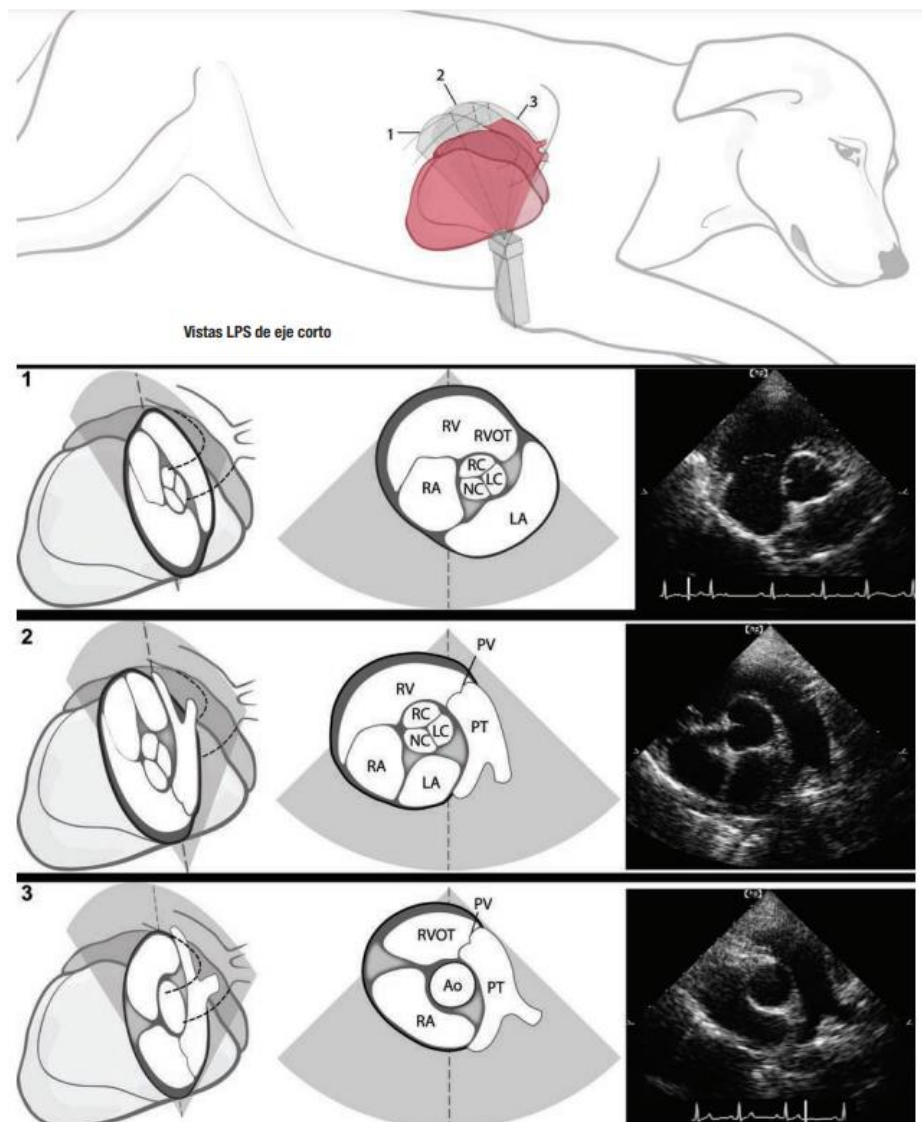 2
3
1
Vistas LPS de eje corto
1
RV
RVOT
RC
LC
NC
RA
LA
2
PV
RV
RC
PT
LC
NC
RA
LA
3
PV
RVOT
Ao
PT
RA